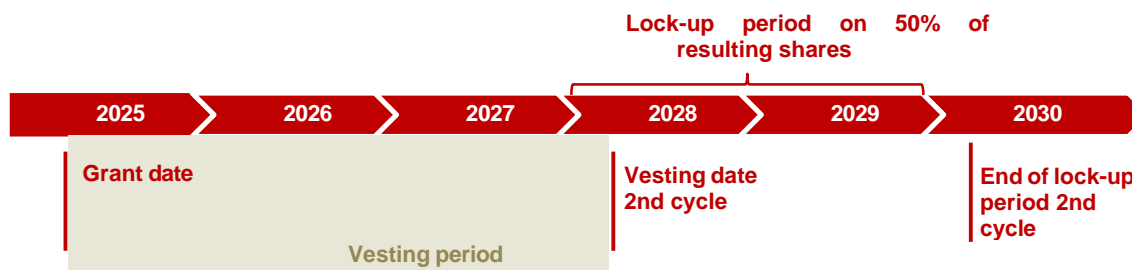 Lock-up period on 50% of
resulting shares
2025 2026 2027 2028 2029 2030
Grant date
Vesting date
2nd cycle
End of lock-up
period 2nd
cycle
Vesting period